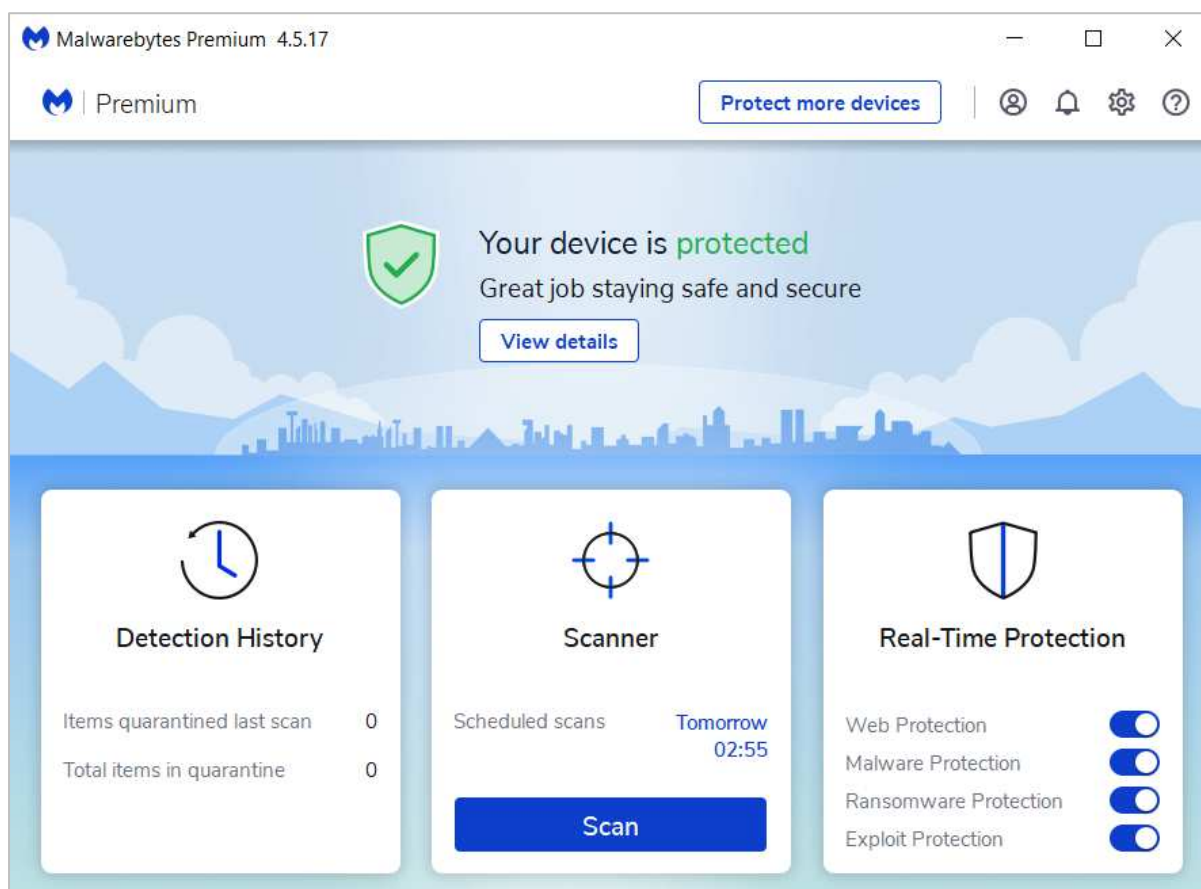 Malwarebytes Premium 4.5.17
Premium
Protect more devices
Your device is protected
Great job staying safe and secure
View details
Detection History
Items quarantined last scan 0
Total items in quarantine 0
Scanner
Scheduled scans Tomorrow
02:55
Scan
Real-Time Protection
Web Protection
Malware Protection
Ransomware Protection
Exploit Protection